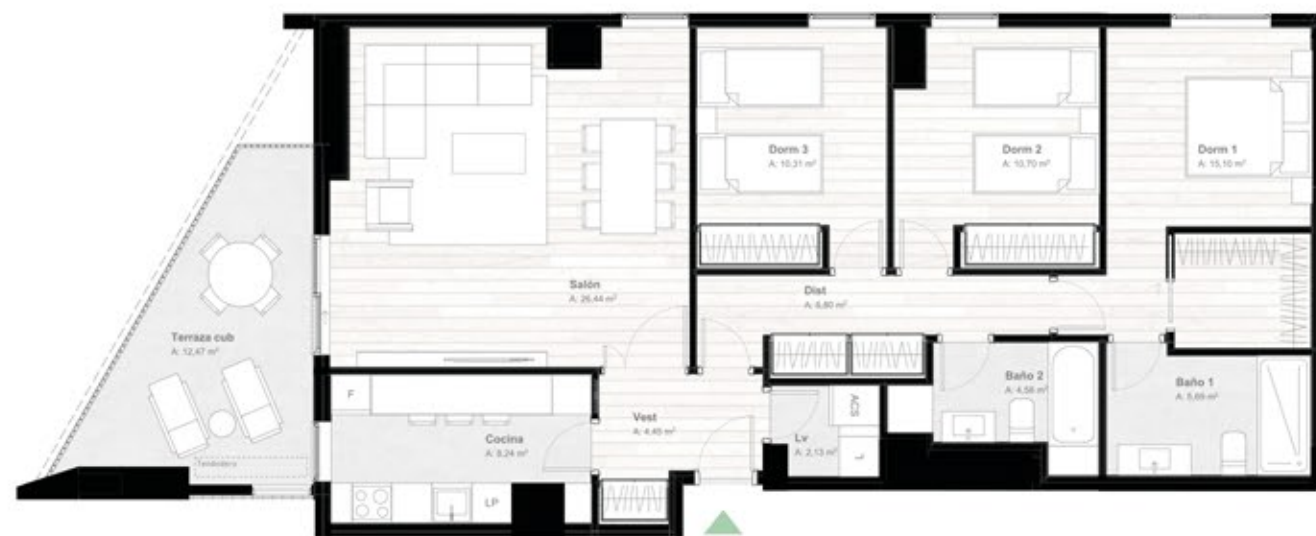 Dorm 3
A: 10,31 m²
Dorm 2
A: 10,70 m²
Dorm 1
A: 15,10 m²
Salón
A: 26,44 m²
Dist
A: 6,80 m²
Terraza cub
A: 12,47 m²
Tendedero
F
Cocina
A: 8,24 m²
LP
Vest
A: 4,45 m²
Lv
A: 2,13 m²
ACS
L
Baño 2
A: 4,56 m²
Baño 1
A: 5,69 m²